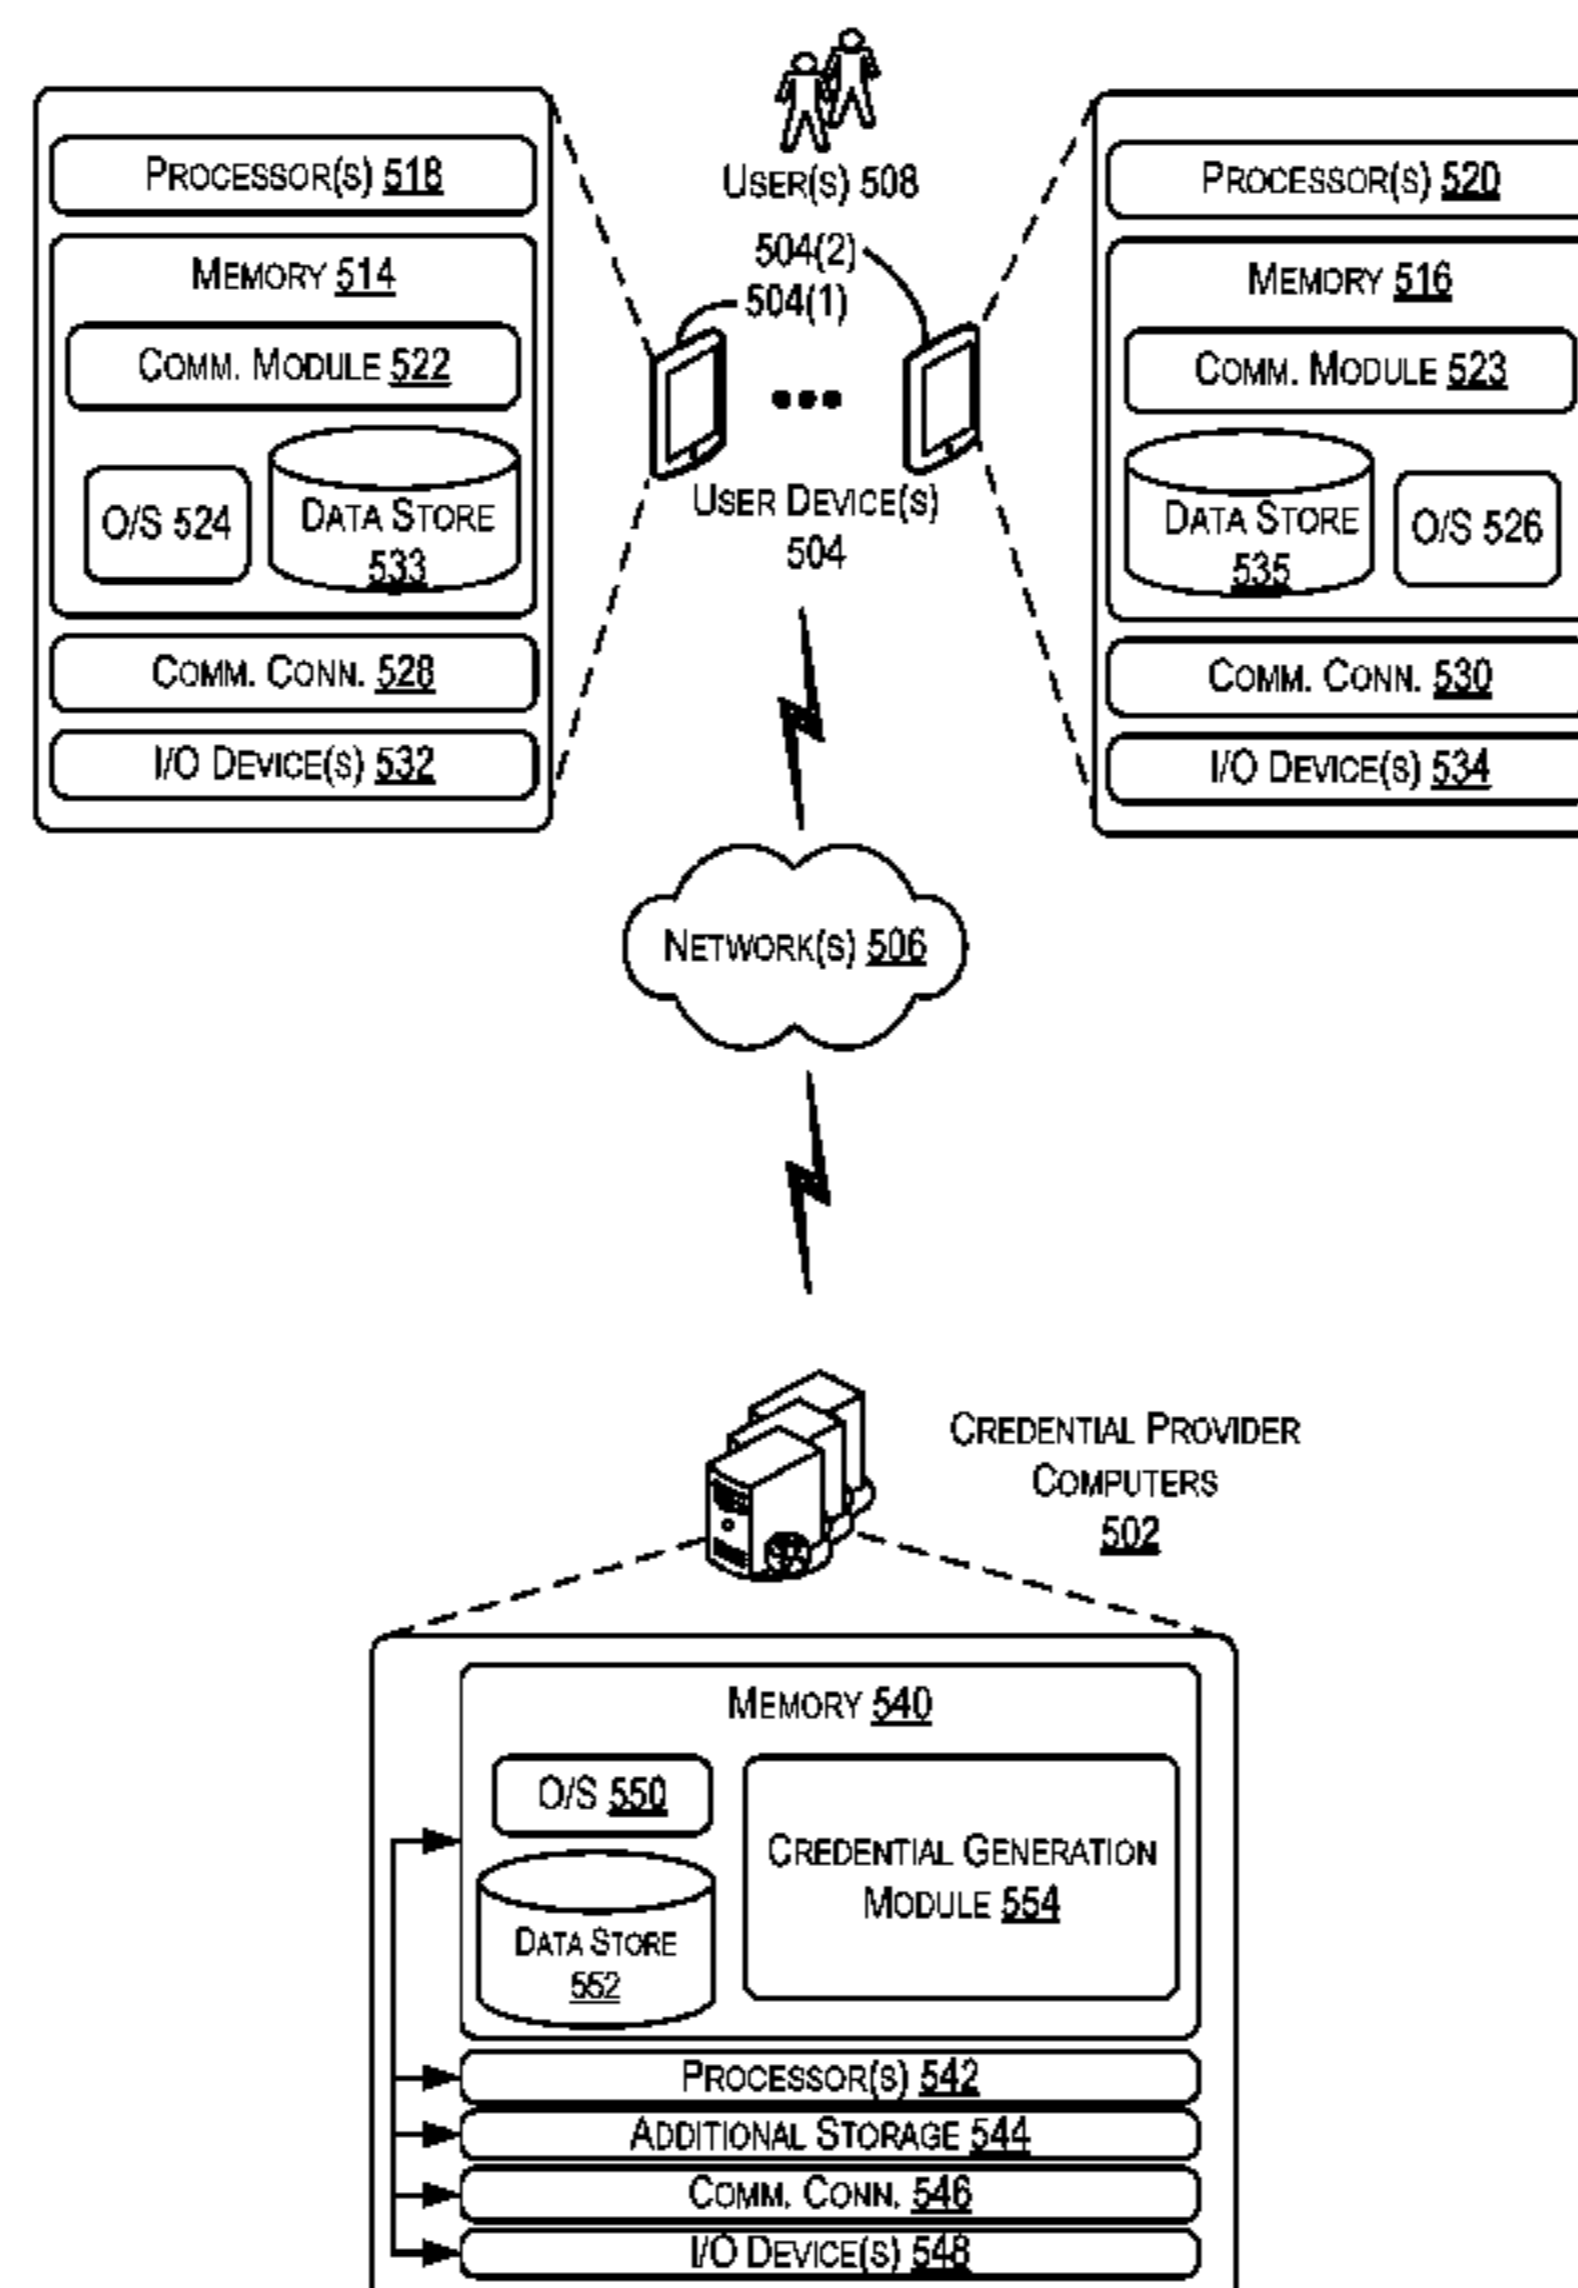 PROCESSOR(S) 518
MEMORY 514
COMM. MODULE 522
O/S 524
DATA STORE
533
COMM. CONN. 528
I/O DEVICE(S) 532
USER(S) 508
504(2)
504(1)
USER DEVICE(S)
504
PROCESSOR(S) 520
MEMORY 516
COMM. MODULE 523
DATA STORE
535
O/S 526
COMM. CONN. 530
I/O DEVICE(S) 534
NETWORK(S) 506
CREDENTIAL PROVIDER
COMPUTERS
502
MEMORY 540
O/S 550
DATA STORE
552
CREDENTIAL GENERATION
MODULE 554
PROCESSOR(S) 542
ADDITIONAL STORAGE 544
COMM. CONN. 546
I/O DEVICE(S) 548